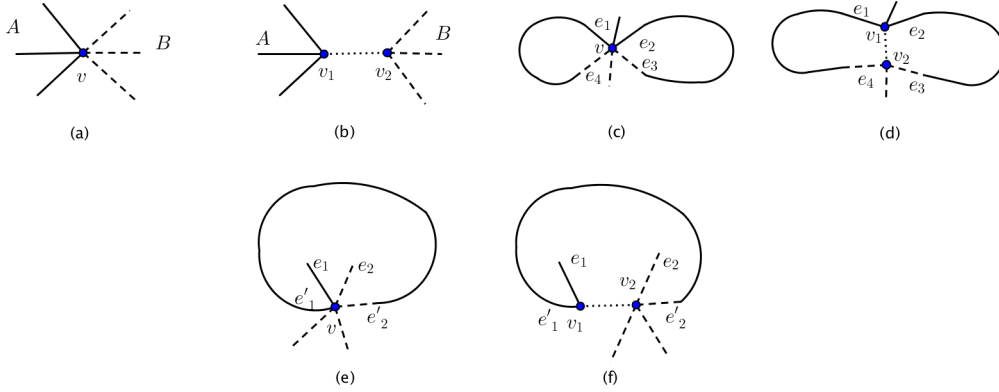 A
B
v
(a)
A
B
v₁
v₂
(b)
e₁
e₂
v
e₃
e₄
(c)
e₁
v₁
e₂
v₂
e₄
e₃
(d)
e₁
e₂
e'₁
e'₂
v
(e)
e₁
e₂
v₂
e'₁
v₁
e'₂
(f)